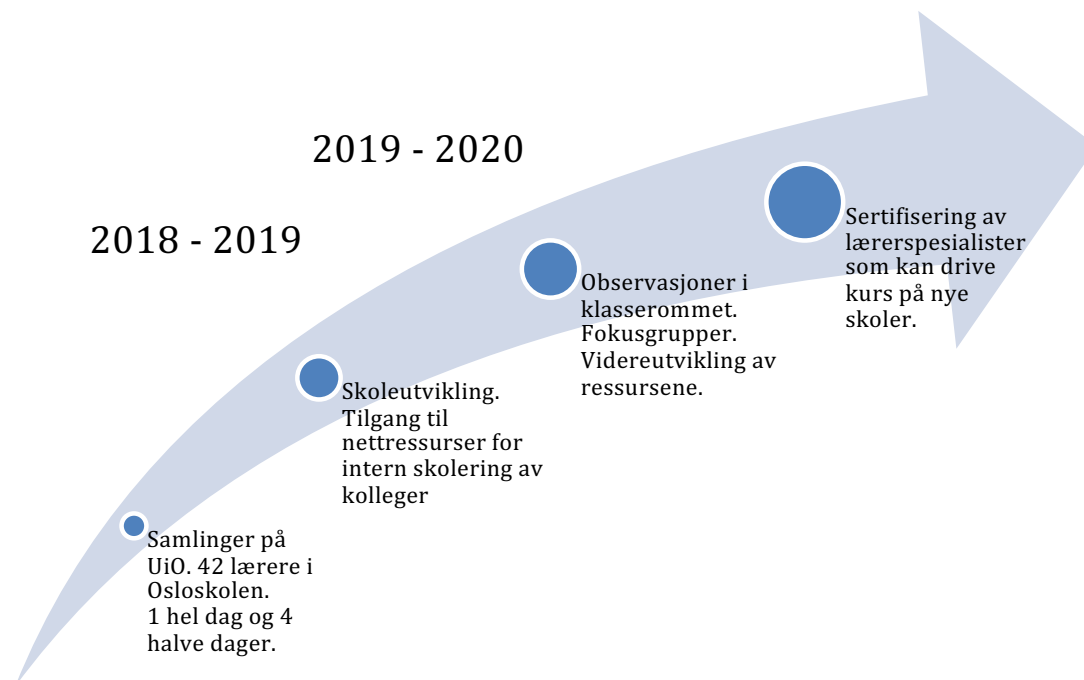 2019 - 2020
2018 - 2019
Sertifisering av
lærerspesialister
som kan drive
kurs på nye
skoler.
Observasjoner i
klasserommet.
Fokusgrupper.
Videreutvikling av
ressursene.
Skoleutvikling.
Tilgang til
nettressurser for
intern skolering av
kolleger
Samlinger på
UiO. 42 lærere i
Osloskolen.
1 hel dag og 4
halve dager.